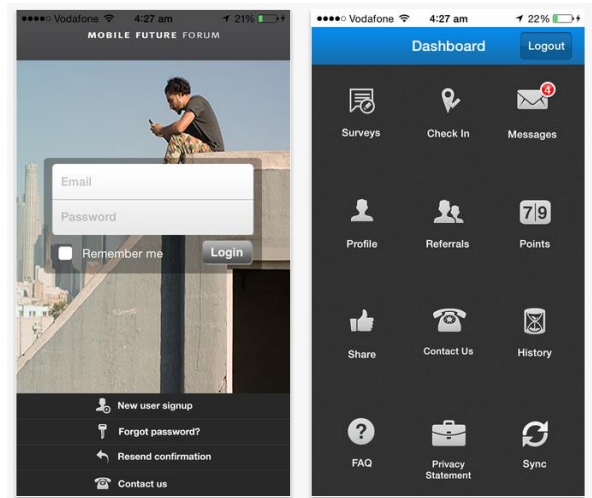 Vodafone 4:27 am 21%
MOBILE FUTURE FORUM
Email
Password
Remember me Login
New user signup
Forgot password?
Resend confirmation
Contact us
Vodafone 4:27 am 22%
Dashboard Logout
4
Surveys Check In Messages
7 9
Profile Referrals Points
Share Contact Us History
?
FAQ Privacy Statement Sync